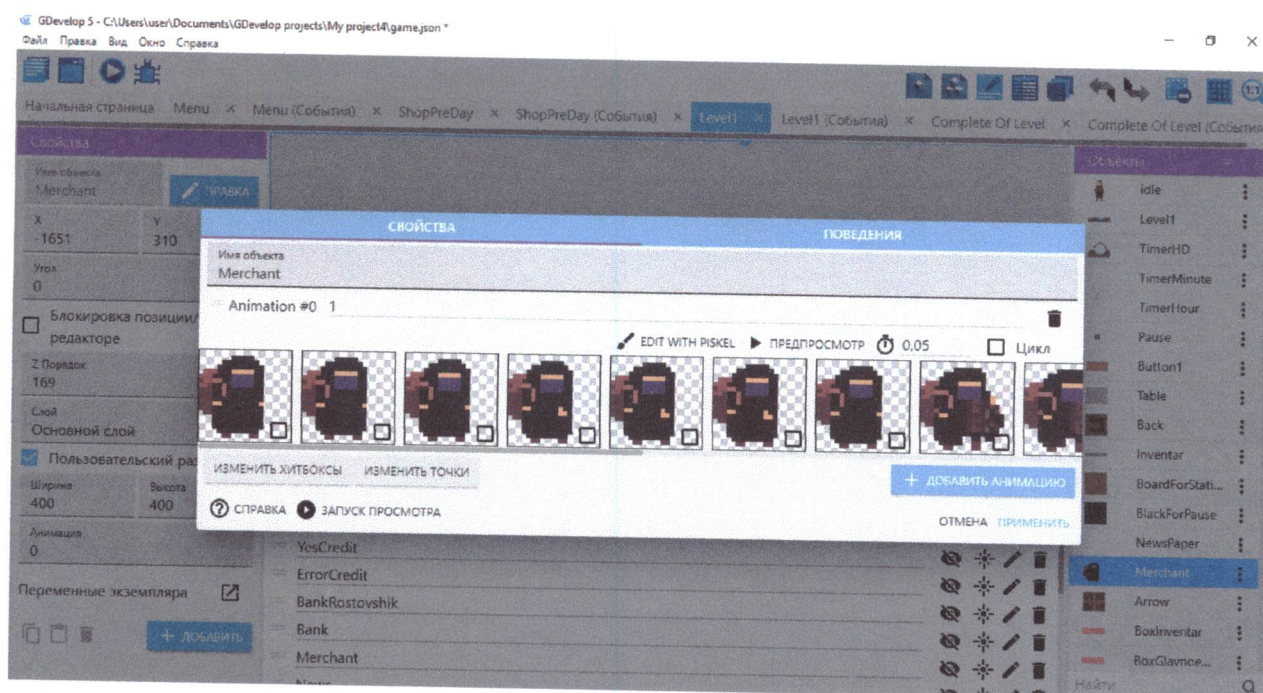 GDevelop 5 - C:\Users\user\Documents\GDevelop projects\My project4\game.json *
Файл Правка Вид Окно Справка
Начальная страница Menu × Menu (События) × ShopPreDay × ShopPreDay (События) × Level1 × Level1 (События) × Complete Of Level × Complete Of Level (События
Свойства
Имя объекта
Merchant
ПРАВКА
X
-1651
Y
310
Угол
0
Блокировка позиции/
редакторе
Z Порядок
169
Слой
Основной слой
Пользовательский раз
Ширина
400
Высота
400
Анимация
0
Переменные экземпляра
+ ДОБАВИТЬ
СВОЙСТВА ПОВЕДЕНИЯ
Имя объекта
Merchant
Animation #0 1
EDIT WITH PISKEL ПРЕДПРОСМОТР 0,05 Цикл
ИЗМЕНИТЬ ХИТБОКСЫ ИЗМЕНИТЬ ТОЧКИ
+ ДОБАВИТЬ АНИМАЦИЮ
СПРАВКА ЗАПУСК ПРОСМОТРА
ОТМЕНА ПРИМЕНИТЬ
YesCredit
ErrorCredit
BankRostovshik
Bank
Merchant
Объекты
idle
Level1
TimerHD
TimerMinute
TimerHour
Pause
Button1
Table
Back
Inventar
BoardForStati...
BlackForPause
NewsPaper
Merchant
Arrow
BoxInventar
BoxGlavnoe...
Найти
1:1